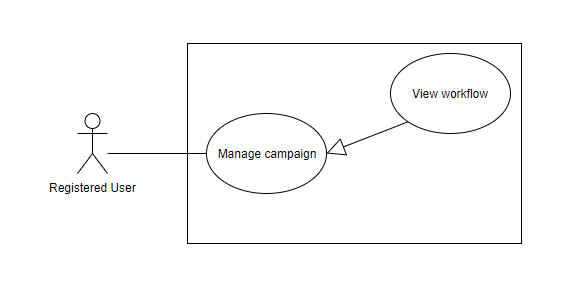 View workflow
Manage campaign
Registered User